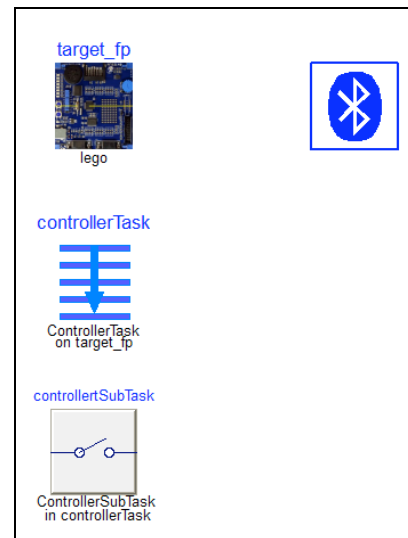 target_fp
lego
controllerTask
ControllerTask
on target_fp
controllertSubTask
ControllerSubTask
in controllerTask